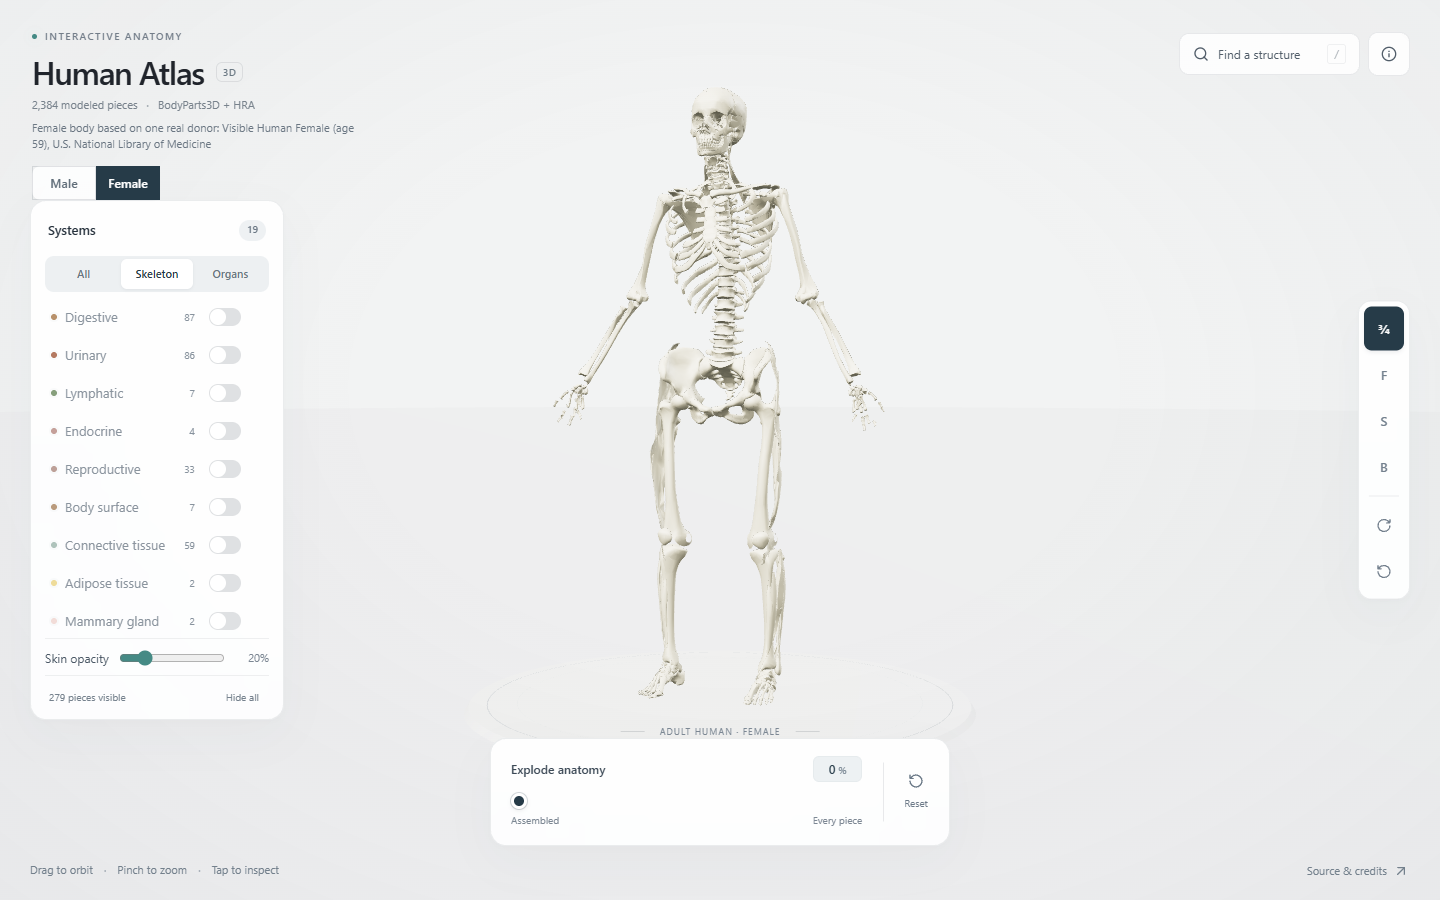 INTERACTIVE ANATOMY
Human Atlas 3D
2,384 modeled pieces · BodyParts3D + HRA
Female body based on one real donor: Visible Human Female (age
59), U.S. National Library of Medicine
Male Female
Systems 19
All Skeleton Organs
Digestive 87
Urinary 86
Lymphatic 7
Endocrine 4
Reproductive 33
Body surface 7
Connective tissue 59
Adipose tissue 2
Mammary gland 2
Skin opacity 20%
279 pieces visible Hide all
Find a structure /
¾
F
S
B
ADULT HUMAN · FEMALE
Explode anatomy 0 %
Assembled Every piece
Reset
Drag to orbit · Pinch to zoom · Tap to inspect
Source & credits